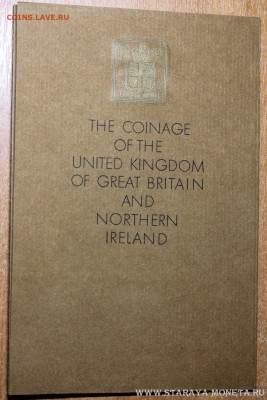 COINS.LAVE.RU
THE COINAGE
OF THE
UNITED KINGDOM
OF GREAT BRITAIN
AND
NORTHERN
IRELAND
WWW.STARAYA-MONETA.RU